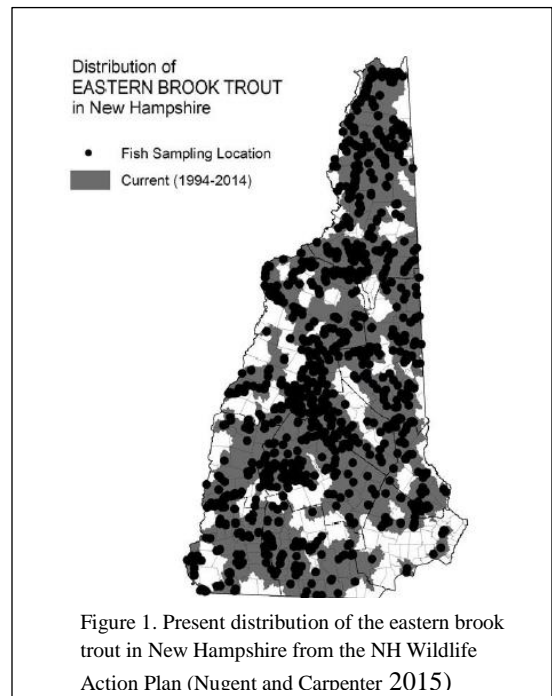 Distribution of
EASTERN BROOK TROUT
in New Hampshire
Fish Sampling Location
Current (1994-2014)
Figure 1. Present distribution of the eastern brook
trout in New Hampshire from the NH Wildlife
Action Plan (Nugent and Carpenter 2015)